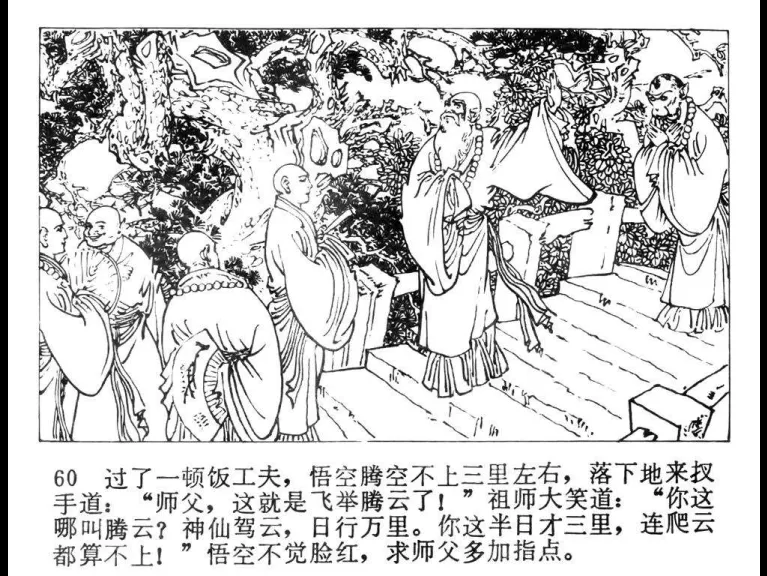 60 过了一顿饭工夫，悟空腾空不上三里左右，落下地来扠
手道：“师父，这就是飞举腾云了！”祖师大笑道：“你这
哪叫腾云？神仙驾云，日行万里。你这半日才三里，连爬云
都算不上！”悟空不觉脸红，求师父多加指点。